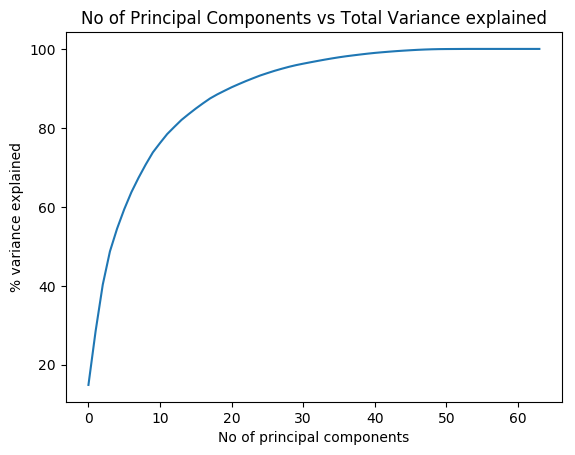 No of Principal Components vs Total Variance explained
100
80
60
40
20
% variance explained
0 10 20 30 40 50 60
No of principal components